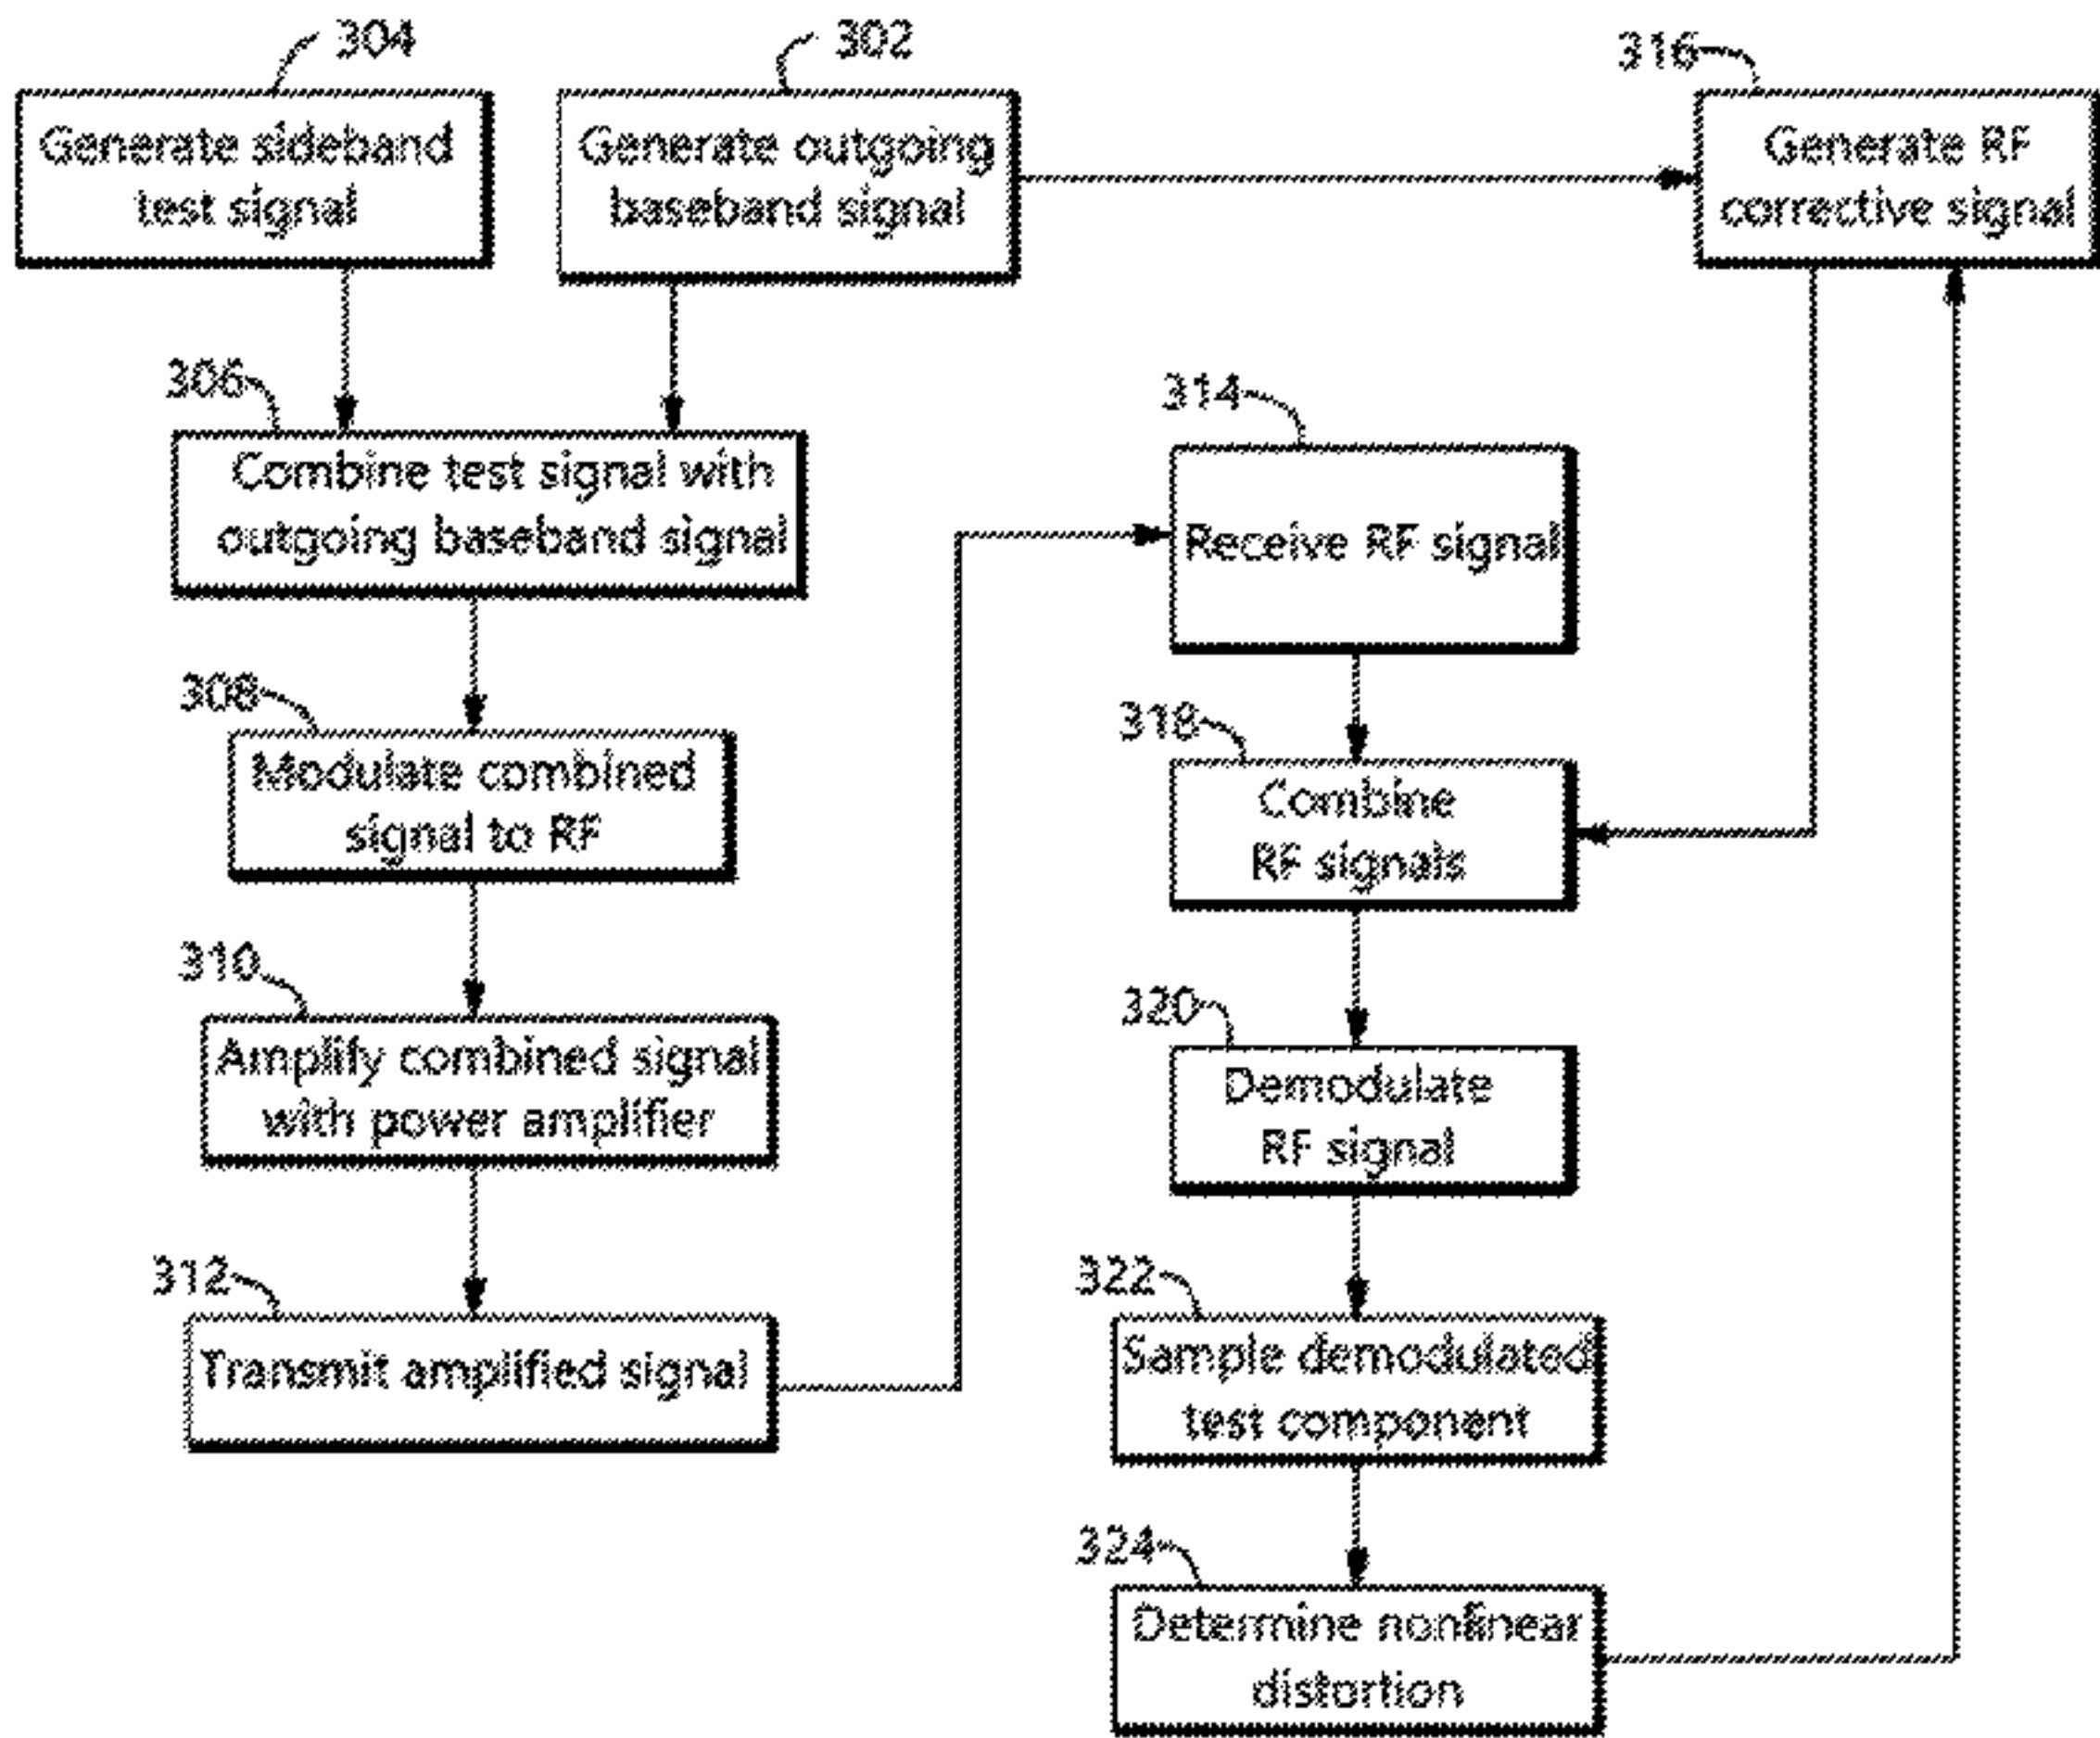 304
302
316
Generate sideband
test signal
Generate outgoing
baseband signal
Generate RF
corrective signal
306
Combine test signal with
outgoing baseband signal
314
Receive RF signal
308
Modulate combined
signal to RF
318
Combine
RF signals
310
Amplify combined signal
with power amplifier
320
Demodulate
RF signal
312
Transmit amplified signal
322
Sample demodulated
test component
324
Determine nonlinear
distortion